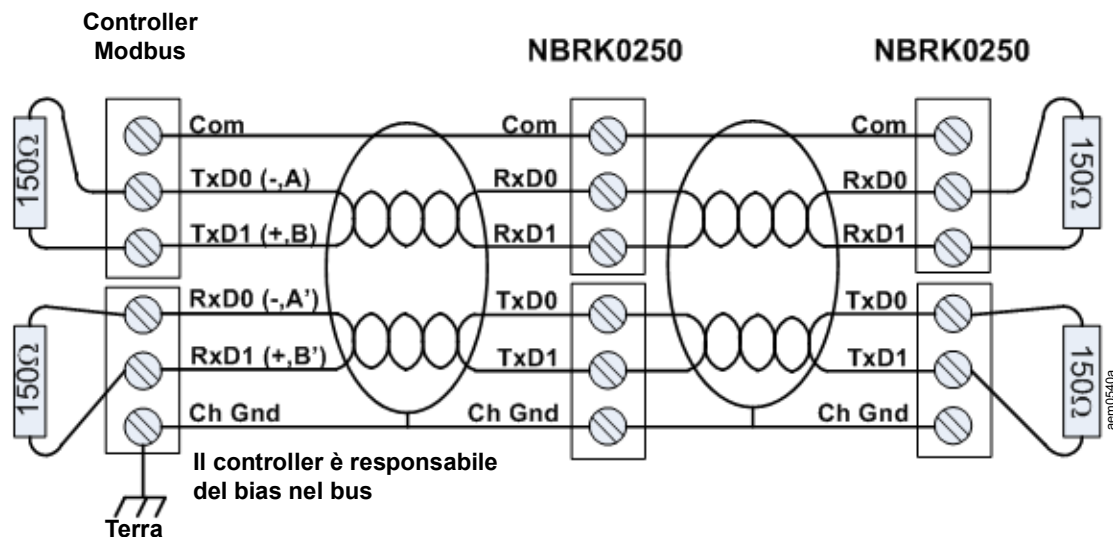 Controller
Modbus
NBRK0250
NBRK0250
Com
Com
Com
150Ω
TxD0 (-,A)
RxD0
RxD0
150Ω
TxD1 (+,B)
RxD1
RxD1
RxD0 (-,A’)
TxD0
TxD0
150Ω
RxD1 (+,B’)
TxD1
TxD1
150Ω
Ch Gnd
Ch Gnd
Ch Gnd
aem0540a
Il controller è responsabile
del bias nel bus
Terra